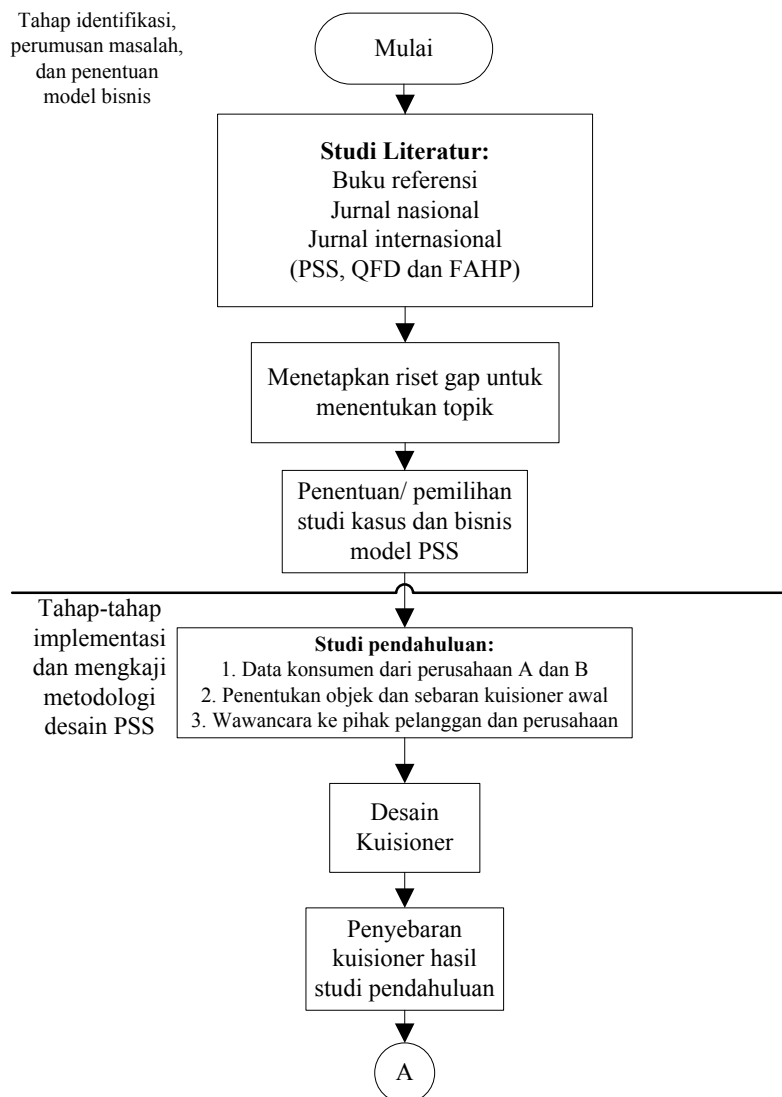 Tahap identifikasi,
perumusan masalah,
dan penentuan
model bisnis
Mulai
Studi Literatur:
Buku referensi
Jurnal nasional
Jurnal internasional
(PSS, QFD dan FAHP)
Menetapkan riset gap untuk
menentukan topik
Penentuan/ pemilihan
studi kasus dan bisnis
model PSS
Tahap-tahap
implementasi
dan mengkaji
metodologi
desain PSS
Studi pendahuluan:
1. Data konsumen dari perusahaan A dan B
2. Penentukan objek dan sebaran kuisioner awal
3. Wawancara ke pihak pelanggan dan perusahaan
Desain
Kuisioner
Penyebaran
kuisioner hasil
studi pendahuluan
A